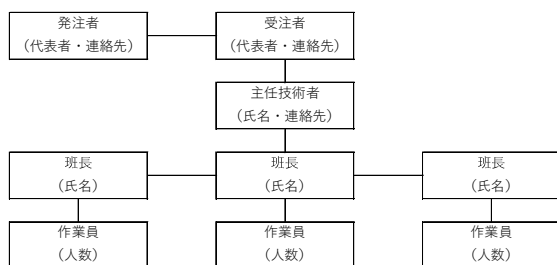 発注者
（代表者・連絡先）
受注者
（代表者・連絡先）
主任技術者
（氏名・連絡先）
班長
（氏名）
班長
（氏名）
班長
（氏名）
作業員
（人数）
作業員
（人数）
作業員
（人数）